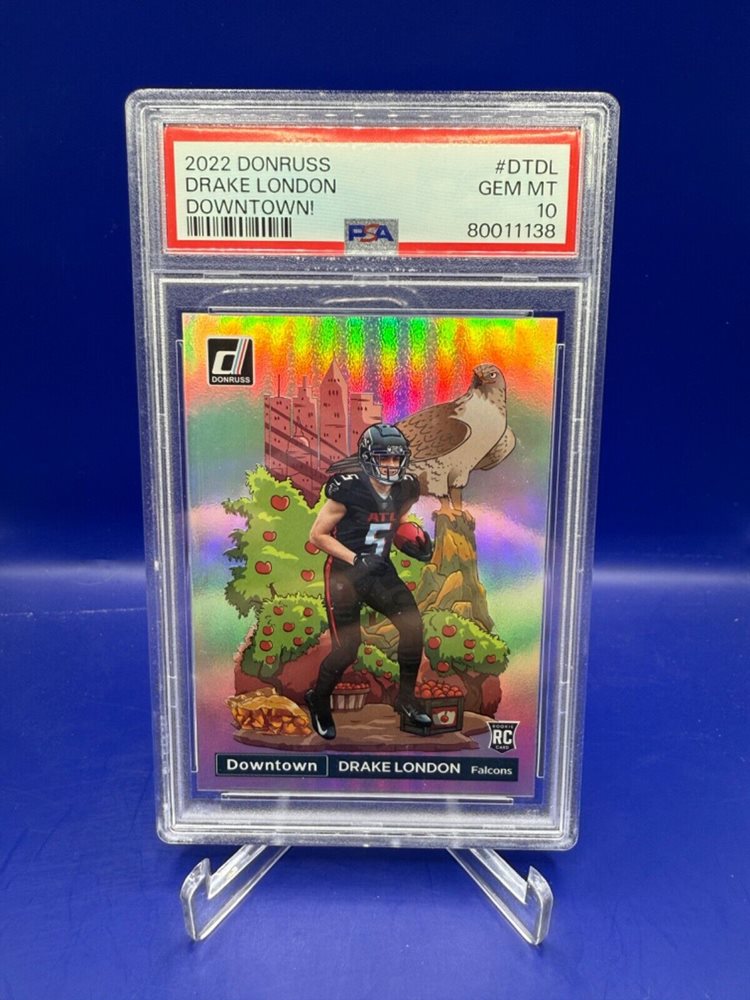 2022 DONRUSS #DTDL
DRAKE LONDON GEM MT
DOWNTOWN! 10
PSA 80011138
d
DONRUSS
ATL
5
5
ROOKIE
RC
CARD
Downtown DRAKE LONDON Falcons